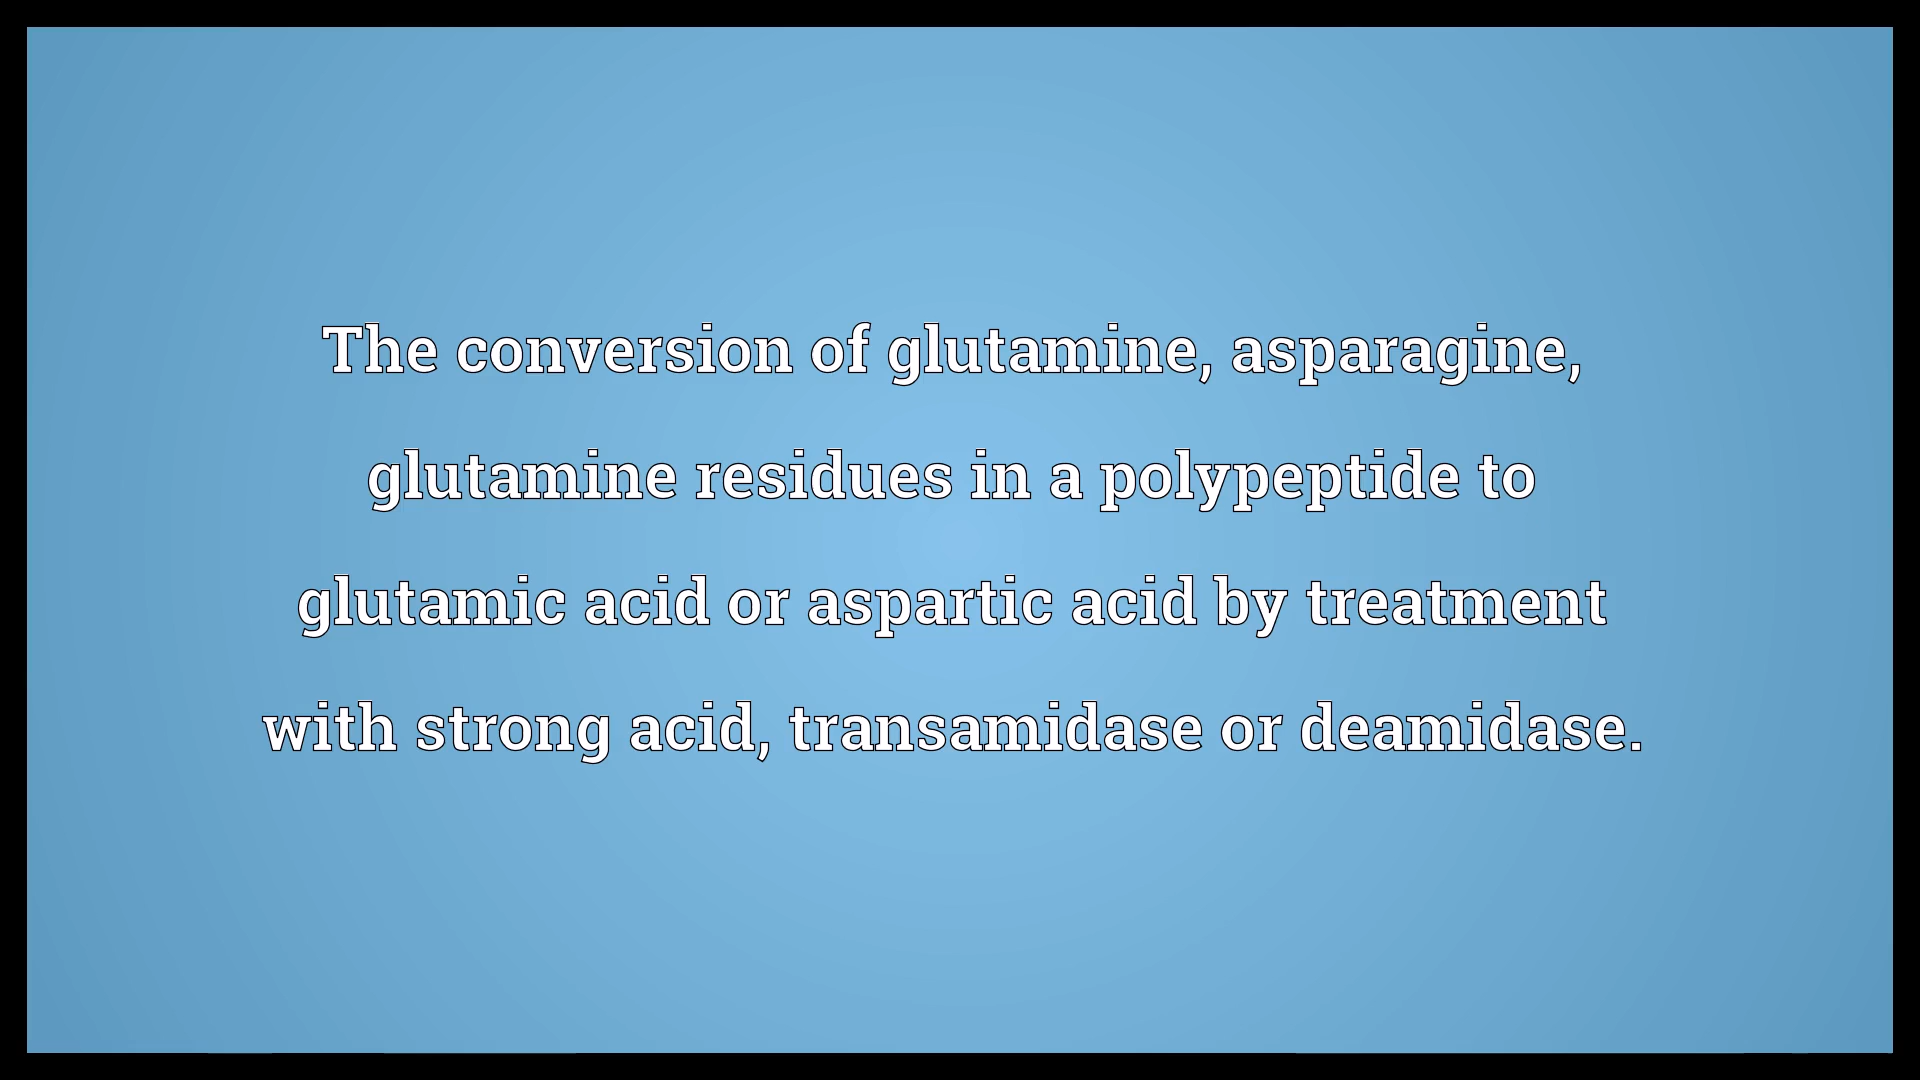 The conversion of glutamine, asparagine,
glutamine residues in a polypeptide to
glutamic acid or aspartic acid by treatment
with strong acid, transamidase or deamidase.